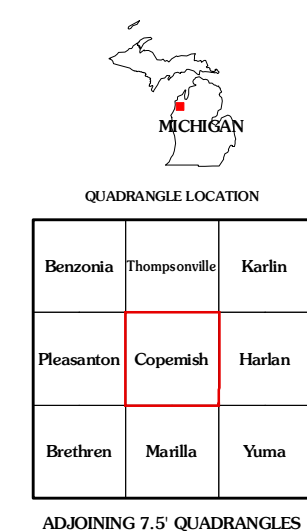 MICHIGAN
QUADRANGLE LOCATION
Benzonia Thompsonville Karlin
Pleasanton Copemish Harlan
Brethren Marilla Yuma
ADJOINING 7.5' QUADRANGLES